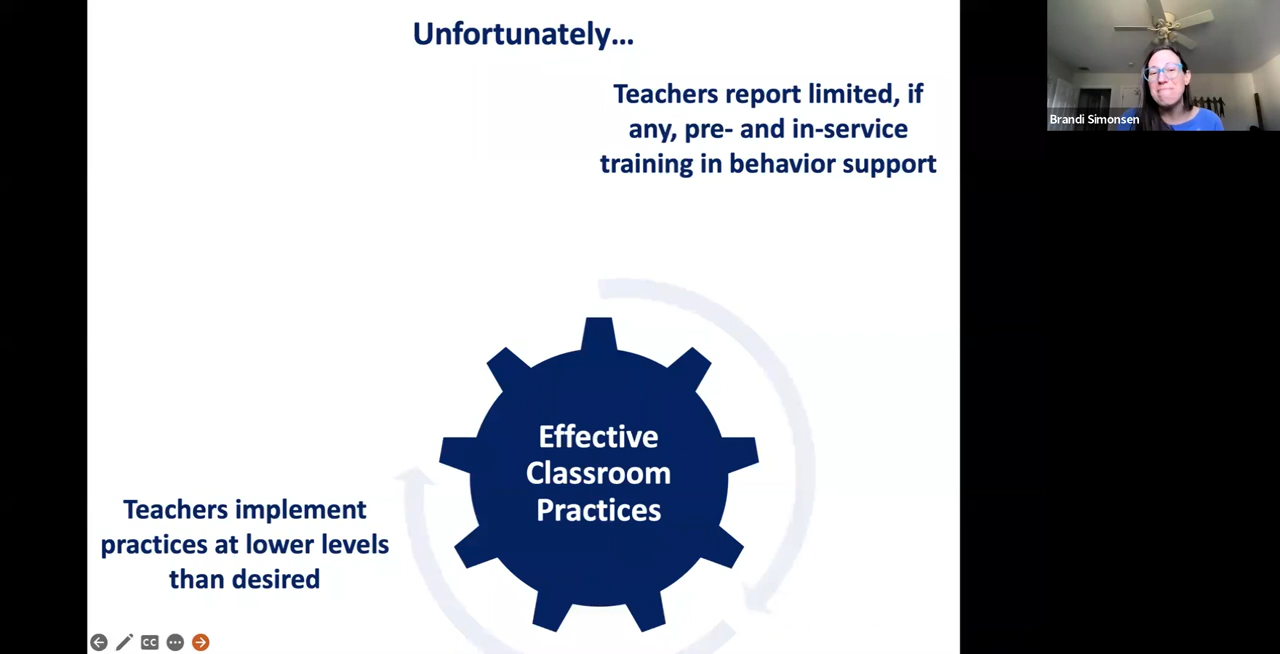 Unfortunately...
Teachers report limited, if
any, pre- and in-service
training in behavior support
Brandi Simonsen
Effective
Classroom
Practices
Teachers implement
practices at lower levels
than desired
CC